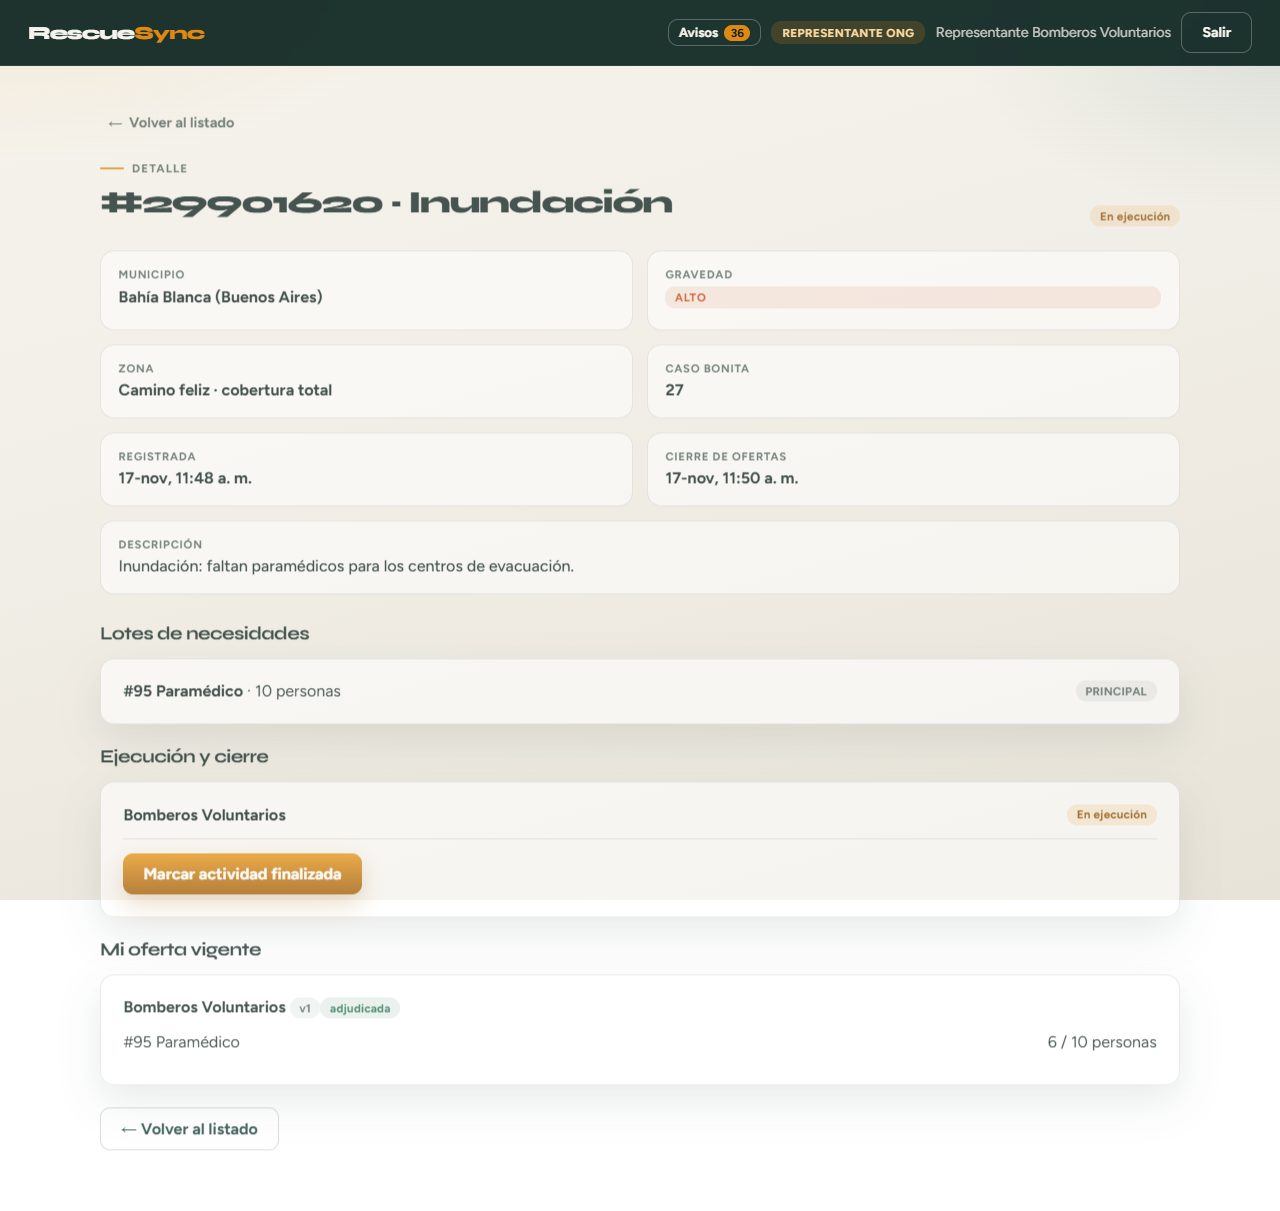 RescueSync
Avisos 36
REPRESENTANTE ONG
Representante Bomberos Voluntarios
Salir
← Volver al listado
DETALLE
#29901620 · Inundación
En ejecución
MUNICIPIO
Bahía Blanca (Buenos Aires)
GRAVEDAD
ALTO
ZONA
Camino feliz · cobertura total
CASO BONITA
27
REGISTRADA
17-nov, 11:48 a. m.
CIERRE DE OFERTAS
17-nov, 11:50 a. m.
DESCRIPCIÓN
Inundación: faltan paramédicos para los centros de evacuación.
Lotes de necesidades
#95 Paramédico · 10 personas
PRINCIPAL
Ejecución y cierre
Bomberos Voluntarios
En ejecución
Marcar actividad finalizada
Mi oferta vigente
Bomberos Voluntarios v1 adjudicada
#95 Paramédico
6 / 10 personas
← Volver al listado